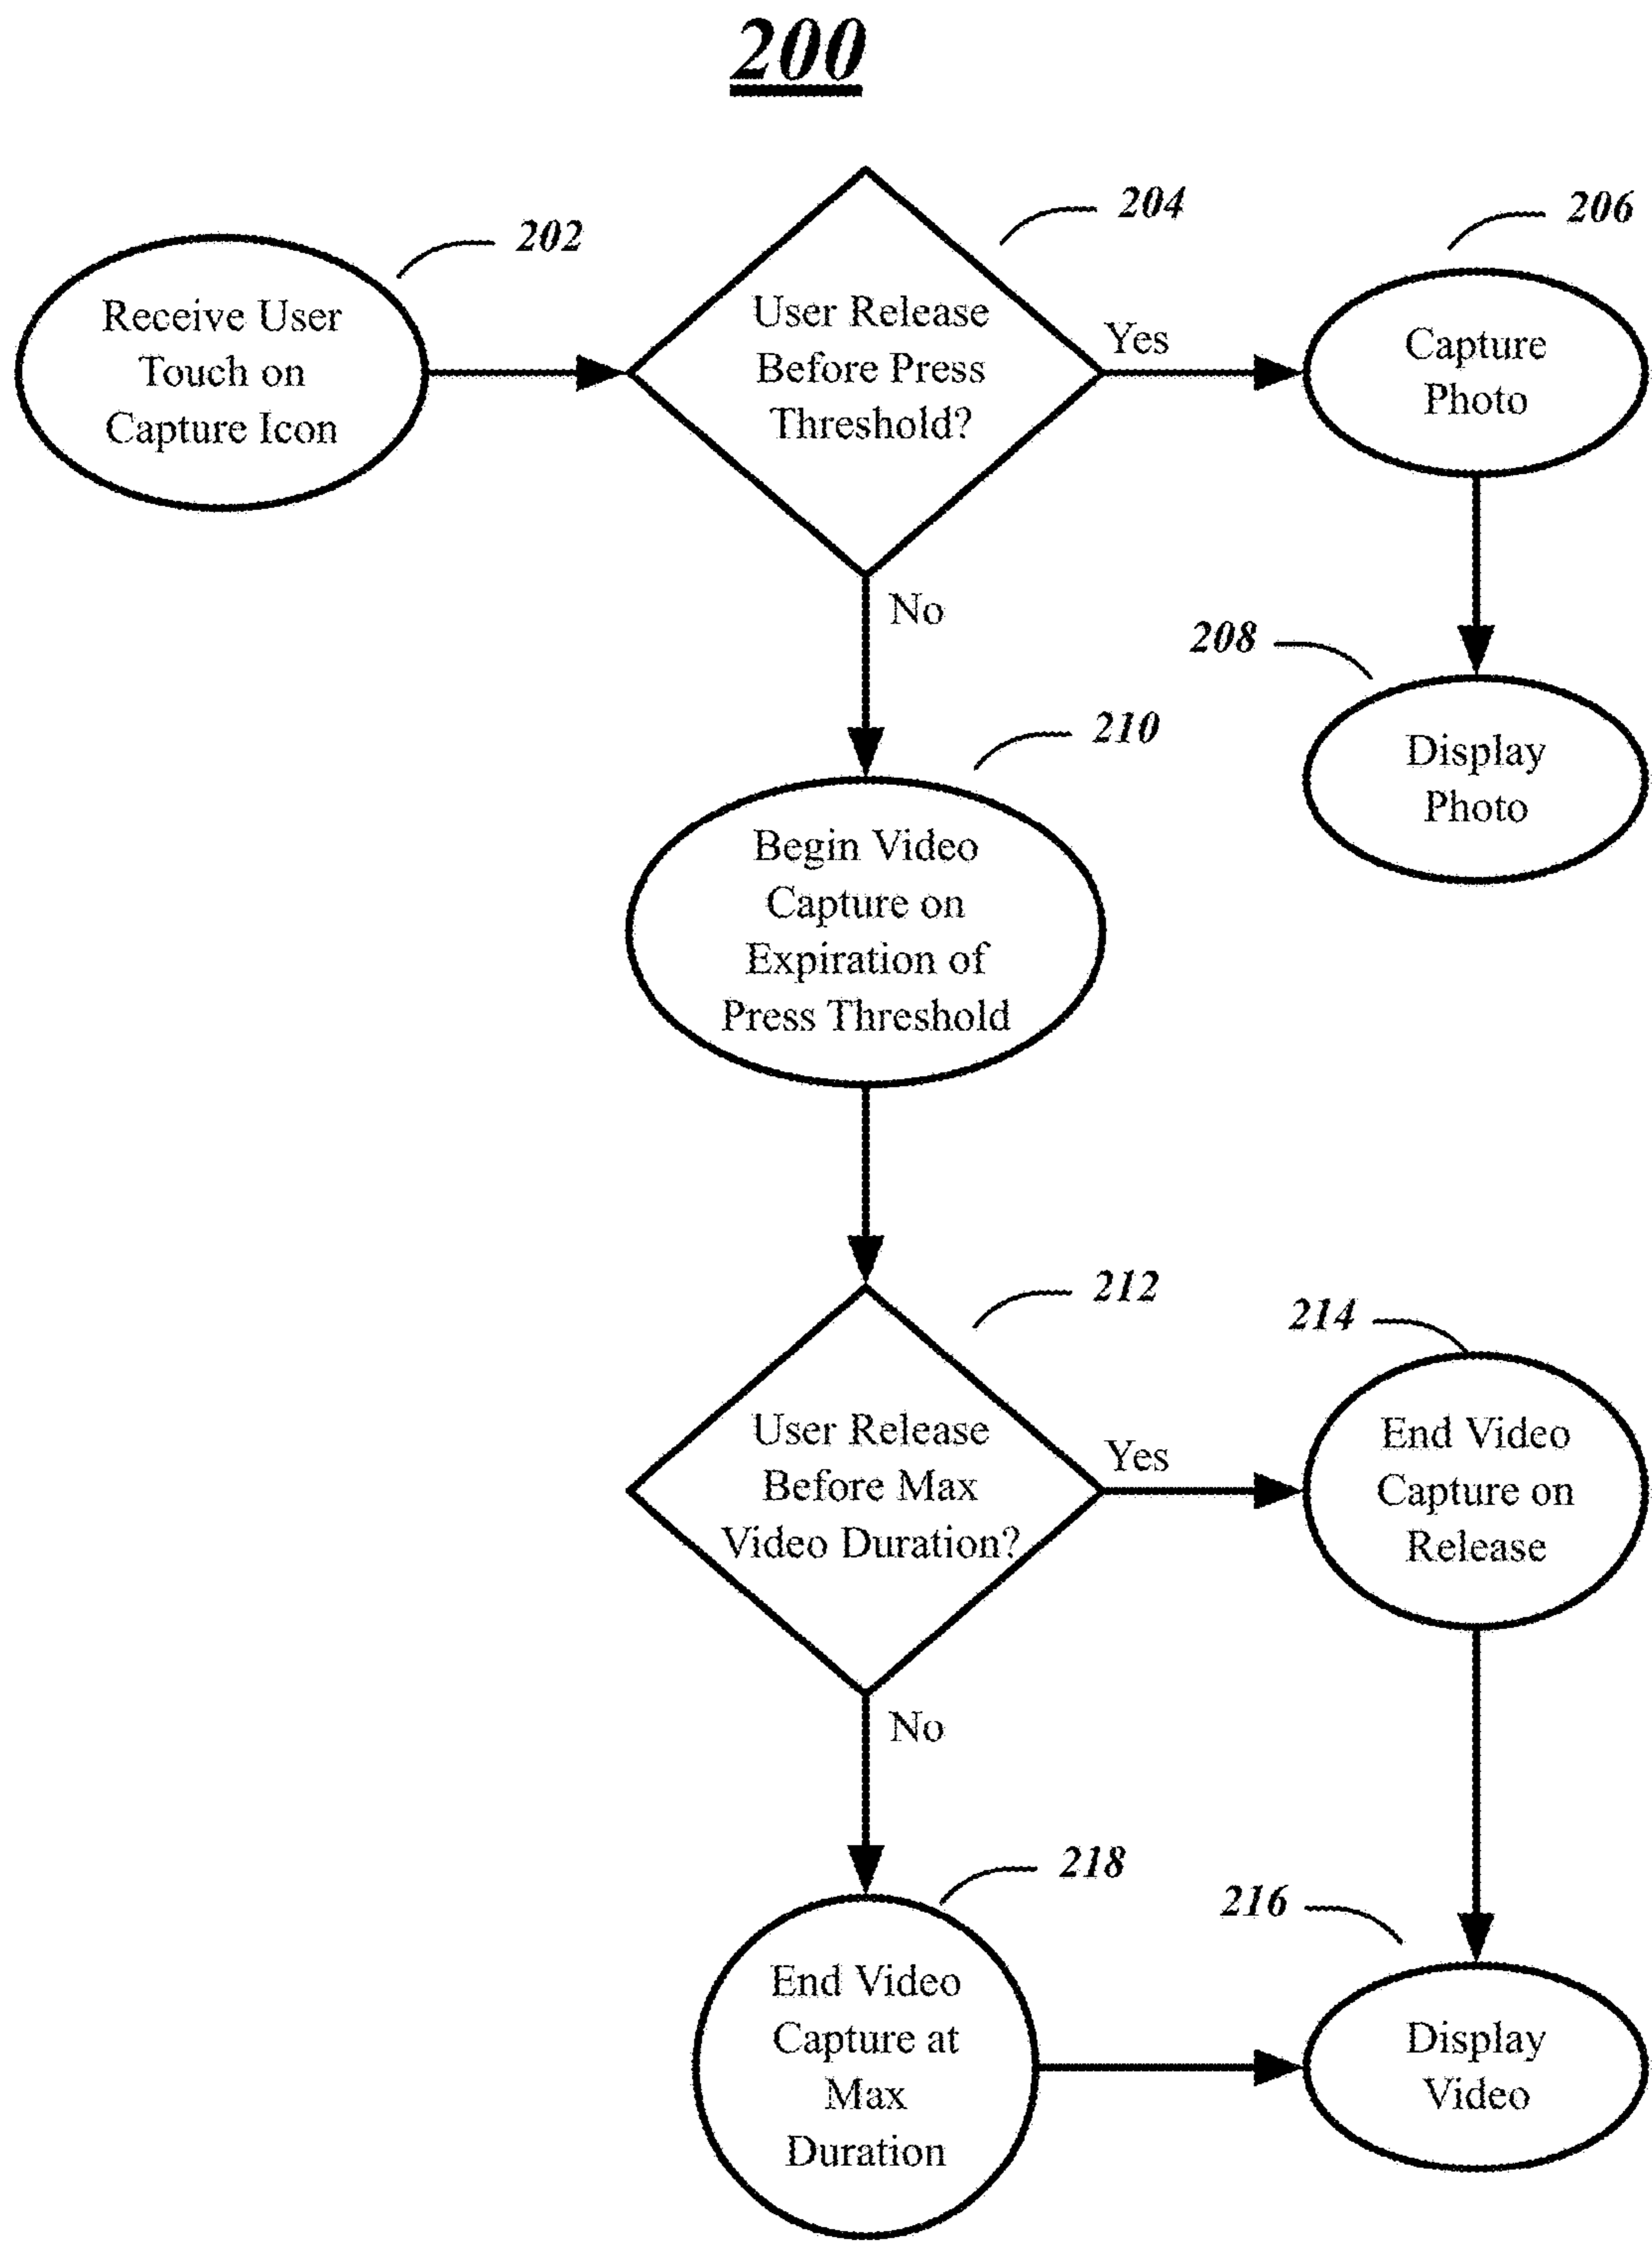 200
202
Receive User
Touch on
Capture Icon
204
User Release
Before Press
Threshold?
Yes
206
Capture
Photo
No
208
Display
Photo
210
Begin Video
Capture on
Expiration of
Press Threshold
212
User Release
Before Max
Video Duration?
Yes
214
End Video
Capture on
Release
No
218
End Video
Capture at
Max
Duration
216
Display
Video